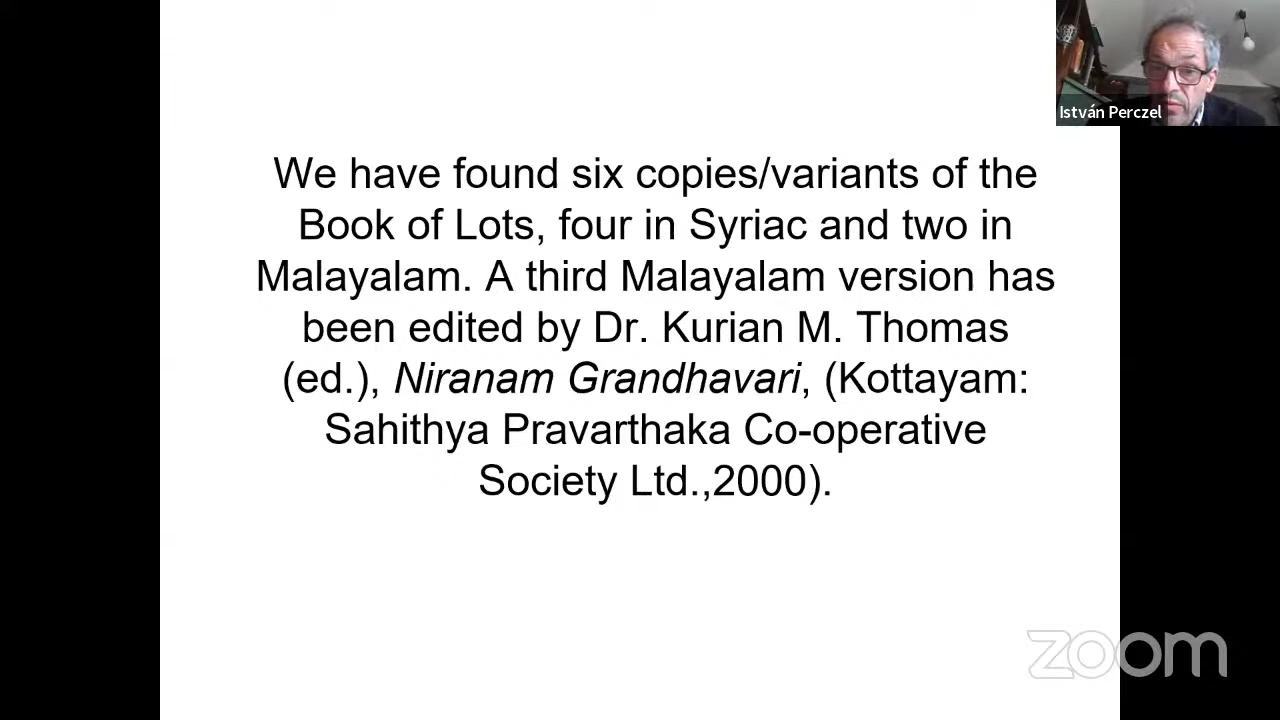 István Perczel
We have found six copies/variants of the
Book of Lots, four in Syriac and two in
Malayalam. A third Malayalam version has
been edited by Dr. Kurian M. Thomas
(ed.), Niranam Grandhavari, (Kottayam:
Sahithya Pravarthaka Co-operative
Society Ltd.,2000).
zoom